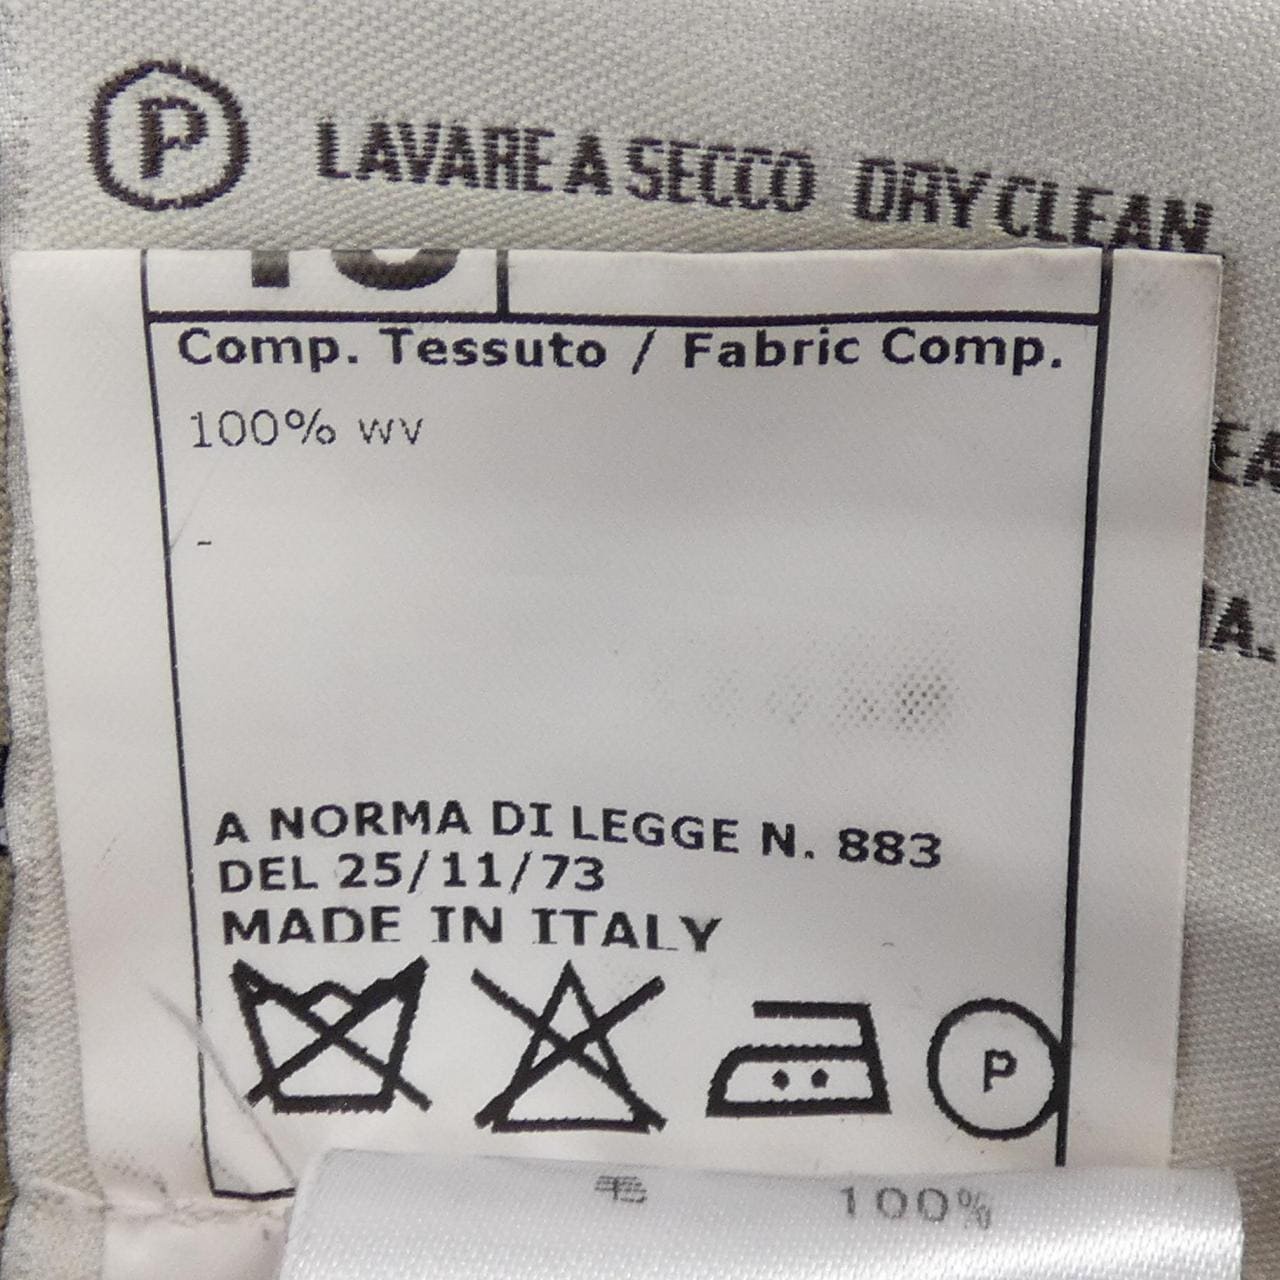 P LAVARE A SECCO DRY CLEAN
Comp. Tessuto / Fabric Comp.
100% wv
-
A NORMA DI LEGGE N. 883
DEL 25/11/73
MADE IN ITALY
P
100%